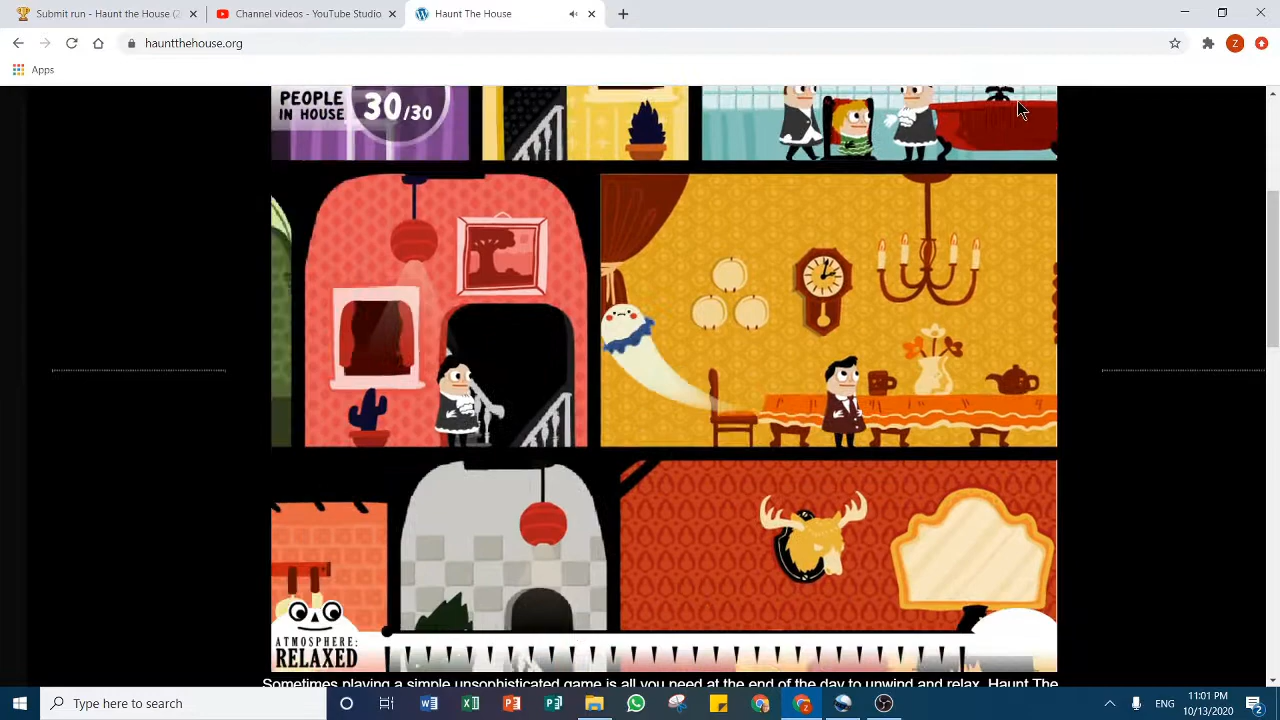 Submit run - Haunt The House (
Channel content - YouTube Studio
Haunt The House
hauntthehouse.org
Z
Apps
PEOPLE
IN HOUSE
30/30
ATMOSPHERE:
RELAXED
Sometimes playing a simple unsophisticated game is all you need at the end of the day to unwind and relax. Haunt The
Type here to search
ENG
11:01 PM
10/13/2020